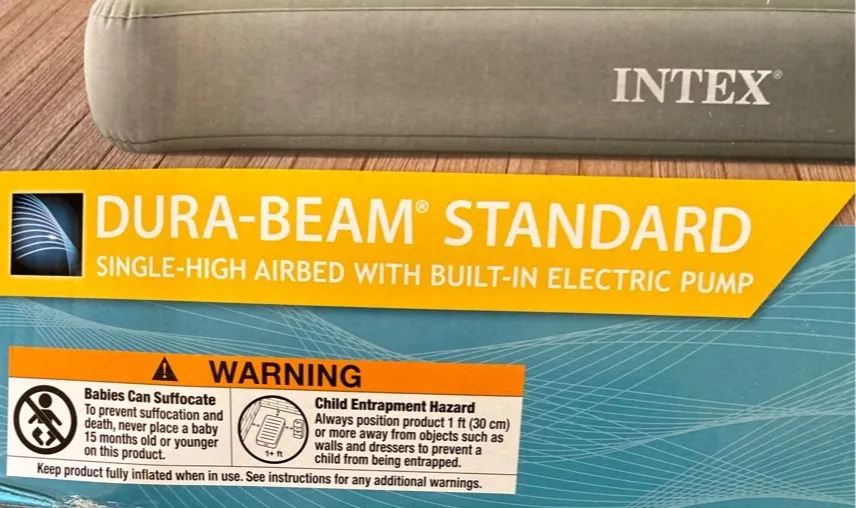 INTEX®
DURA-BEAM® STANDARD
SINGLE-HIGH AIRBED WITH BUILT-IN ELECTRIC PUMP
WARNING
Babies Can Suffocate
To prevent suffocation and
death, never place a baby
15 months old or younger
on this product.
1+ ft
Child Entrapment Hazard
Always position product 1 ft (30 cm)
or more away from objects such as
walls and dressers to prevent a
child from being entrapped.
Keep product fully inflated when in use. See instructions for any additional warnings.